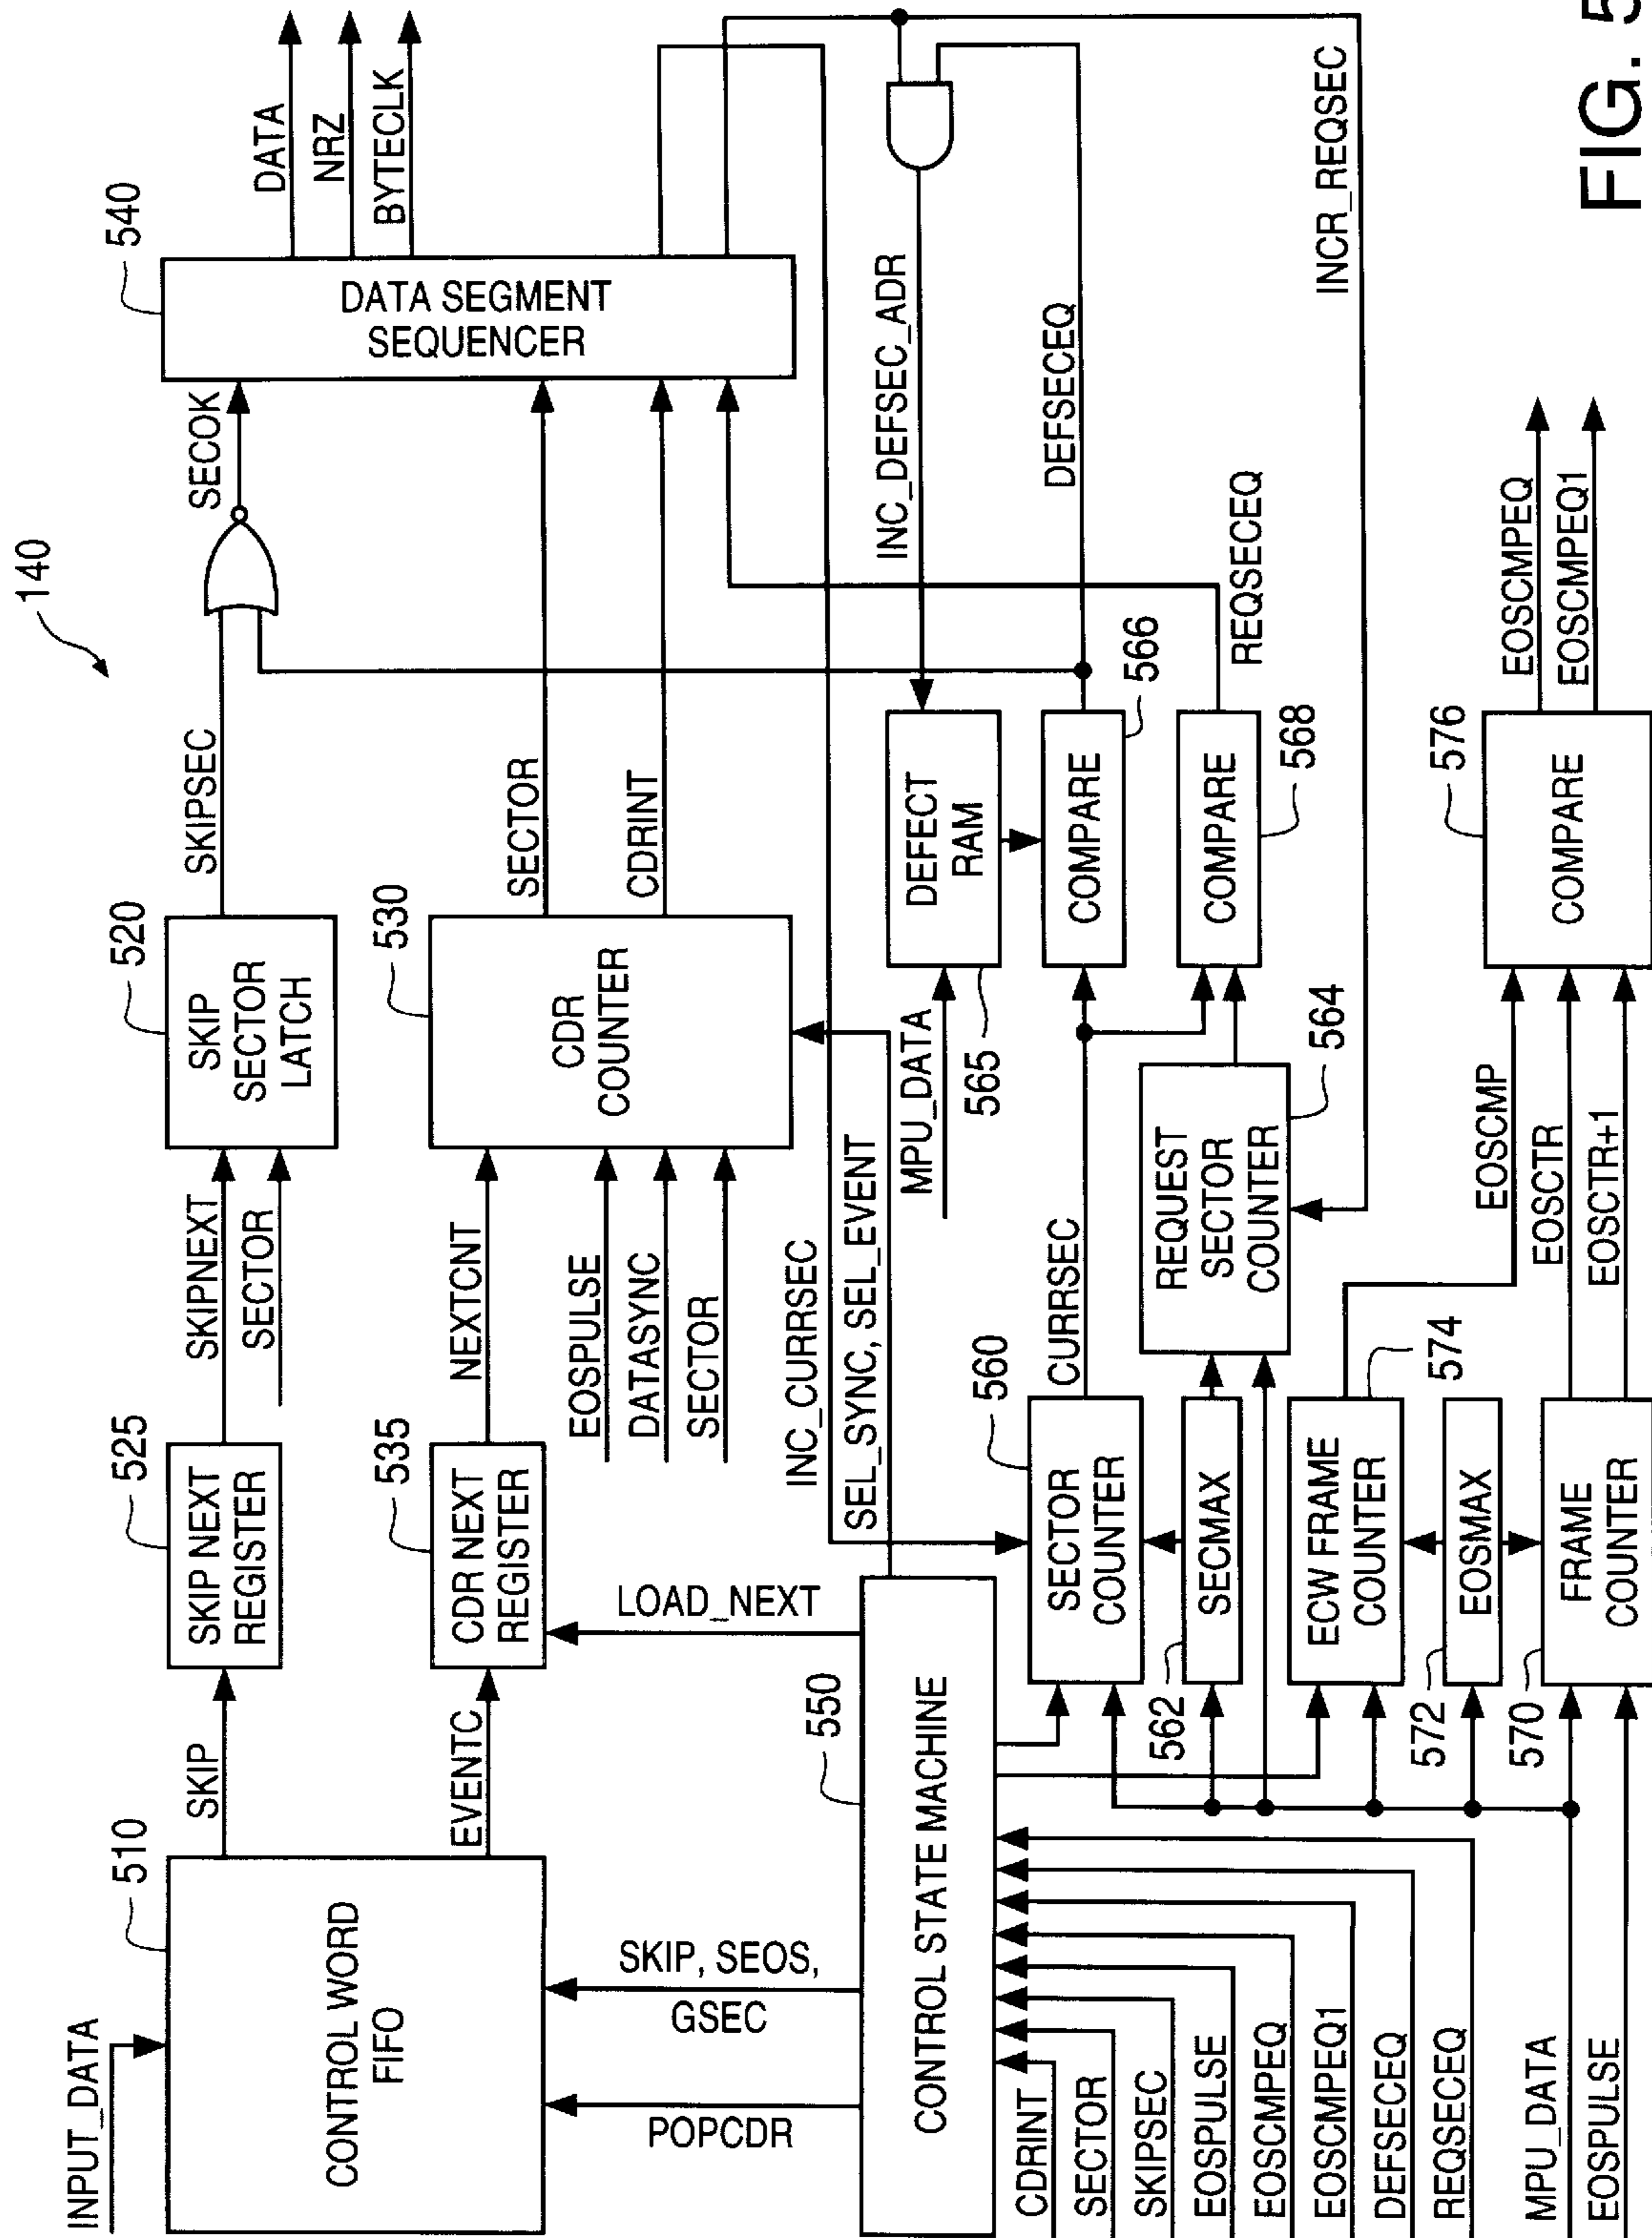 140
INPUT_DATA
510
CONTROL WORD
FIFO
SKIP
525
SKIP NEXT
REGISTER
SKIPNEXT
SECTOR
520
SKIP
SECTOR
LATCH
SKIPSEC
SECOK
540
DATA SEGMENT
SEQUENCER
DATA
NRZ
BYTECLK
EVENTC
535
CDR NEXT
REGISTER
NEXTCNT
EOSPULSE
DATASYNC
SECTOR
530
CDR
COUNTER
SECTOR
CDRINT
POPCDR
SKIP, SEOS,
GSEC
LOAD_NEXT
INC_CURRSEC
SEL_SYNC, SEL_EVENT
550
CONTROL STATE MACHINE
CDRINT
SECTOR
SKIPSEC
EOSPULSE
EOSCMPEQ
EOSCMPEQ1
DEFSECEQ
REQSECEQ
MPU_DATA
EOSPULSE
MPU_DATA
565
DEFECT
RAM
INC_DEFSEC_ADR
560
SECTOR
COUNTER
CURRSEC
COMPARE
566
DEFSECEQ
562
SECMAX
REQUEST
SECTOR
COUNTER
564
COMPARE
568
REQSECEQ
INCR_REQSEC
ECW FRAME
COUNTER
574
572
EOSMAX
570
FRAME
COUNTER
EOSCMP
EOSCTR
EOSCTR+1
576
COMPARE
EOSCMPEQ
EOSCMPEQ1
FIG. 5